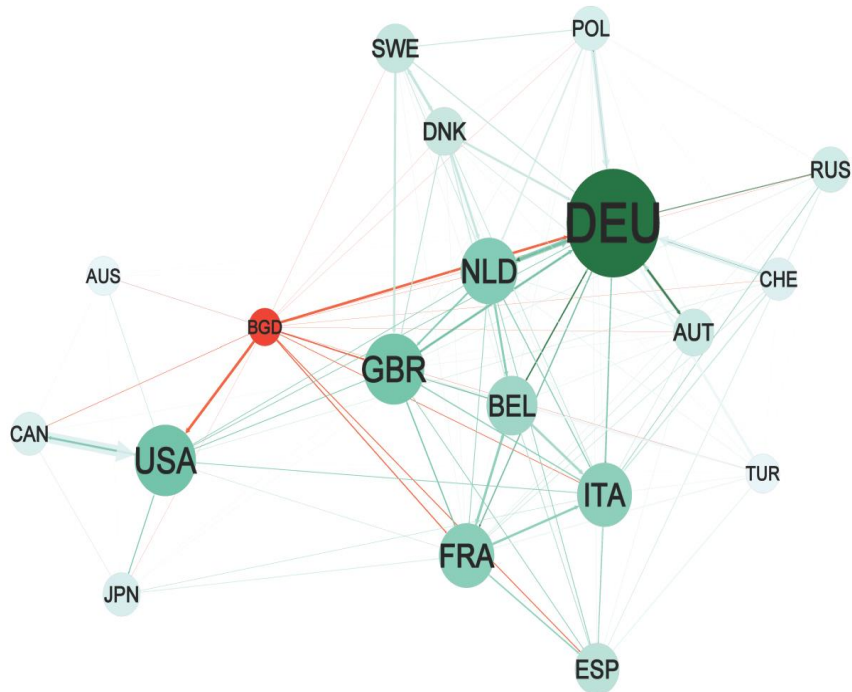 POL
SWE
DNK
RUS
DEU
NLD
AUS
CHE
BGD
AUT
GBR
BEL
CAN
USA
TUR
ITA
FRA
JPN
ESP